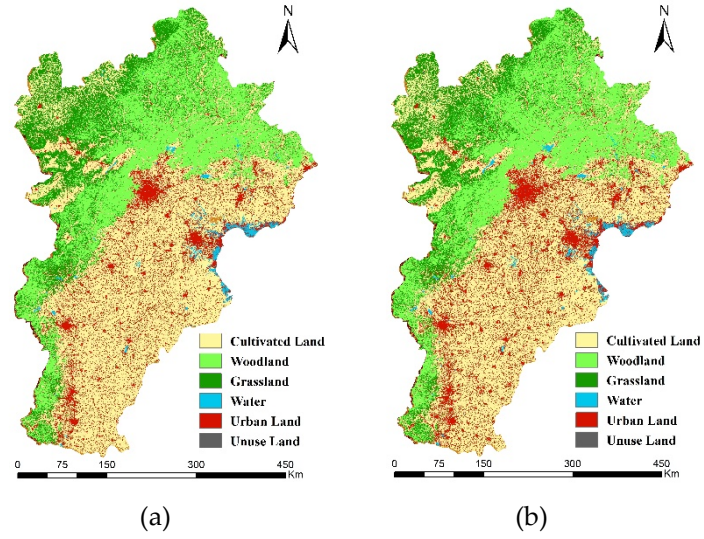 N
Cultivated Land
Woodland
Grassland
Water
Urban Land
Unuse Land
0 75 150 300 450
Km
(a)
N
Cultivated Land
Woodland
Grassland
Water
Urban Land
Unuse Land
0 75 150 300 450
Km
(b)